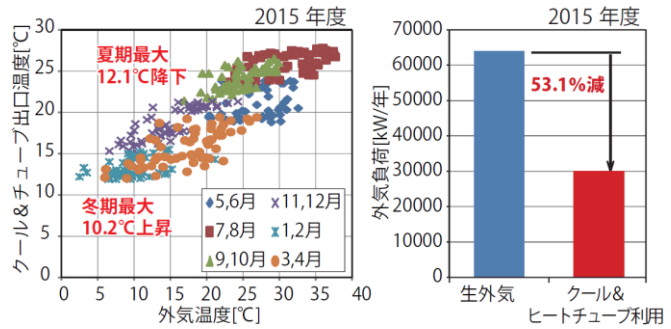 2015 年度
クール＆チューブ出口温度[℃]
30
25
20
15
10
5
0
夏期最大
12.1℃降下
冬期最大
10.2℃上昇
5,6月
11,12月
7,8月
1,2月
9,10月
3,4月
0 5 10 15 20 25 30 35 40
外気温度[℃]
2015 年度
外気負荷[kW/年]
70000
60000
50000
40000
30000
20000
10000
0
53.1%減
生外気
クール&
ヒートチューブ利用